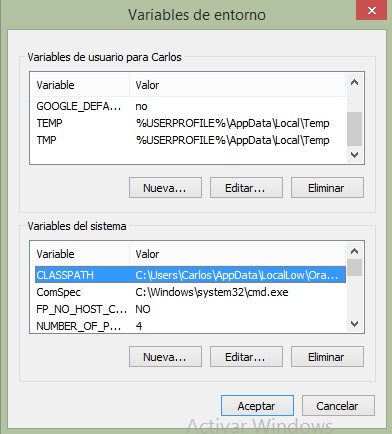 Variables de entorno
Variables de usuario para Carlos
Variable Valor
GOOGLE_DEFA... no
TEMP %USERPROFILE%\AppData\Local\Temp
TMP %USERPROFILE%\AppData\Local\Temp
Nueva... Editar... Eliminar
Variables del sistema
Variable Valor
CLASSPATH C:\Users\Carlos\AppData\LocalLow\Ora...
ComSpec C:\Windows\system32\cmd.exe
FP_NO_HOST_C... NO
NUMBER_OF_P... 4
Nueva... Editar... Eliminar
Aceptar Cancelar
Activar Windows